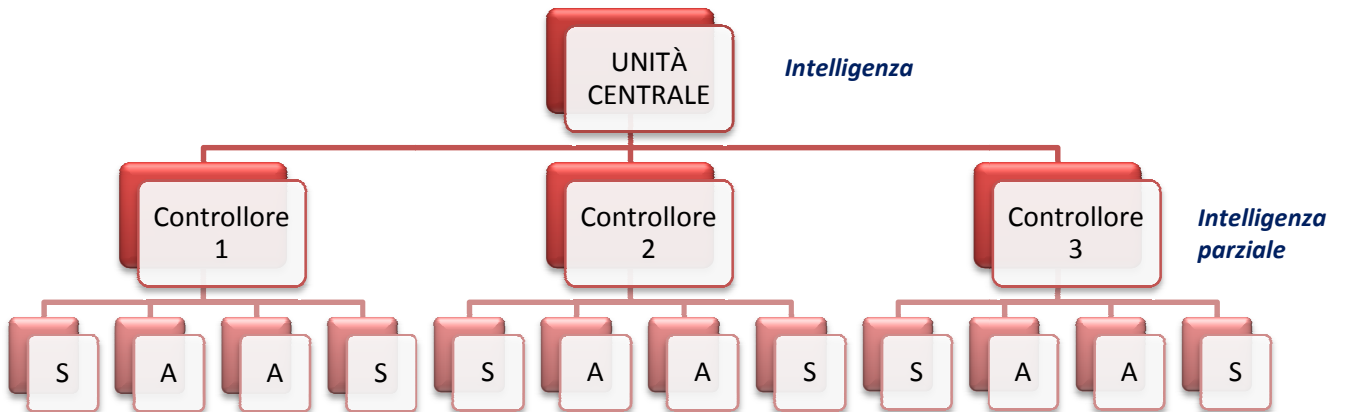 UNITÀ
CENTRALE
Intelligenza
Controllore
1
Controllore
2
Controllore
3
Intelligenza
parziale
S A A S S A A S S A A S